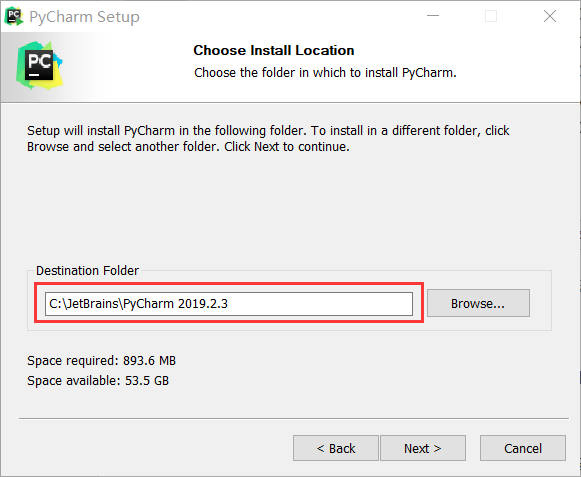 PyCharm Setup
PC
Choose Install Location
Choose the folder in which to install PyCharm.
Setup will install PyCharm in the following folder. To install in a different folder, click
Browse and select another folder. Click Next to continue.
Destination Folder
C:\JetBrains\PyCharm 2019.2.3
Browse...
Space required: 893.6 MB
Space available: 53.5 GB
< Back
Next >
Cancel